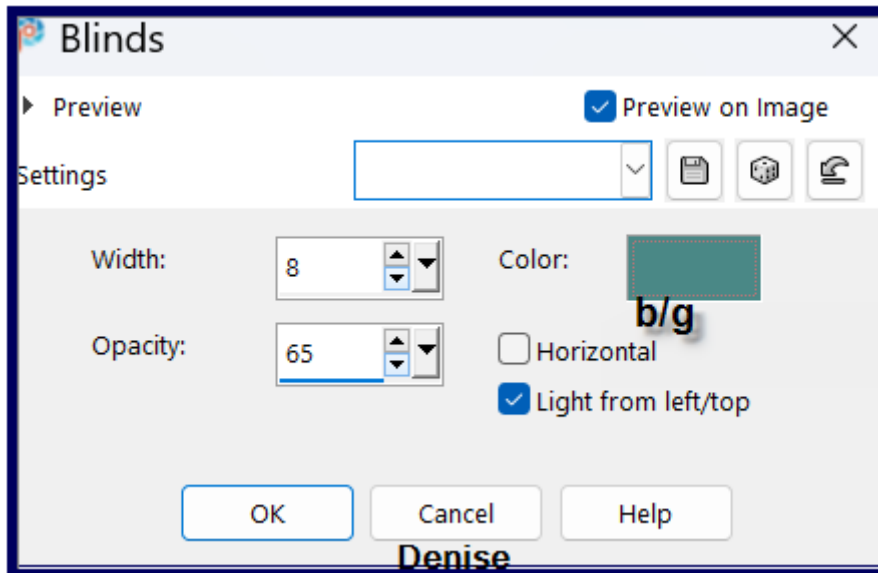 Blinds
Preview
Preview on Image
Settings
Width:
8
Color:
b/g
Opacity:
65
Horizontal
Light from left/top
OK
Cancel
Help
Denise